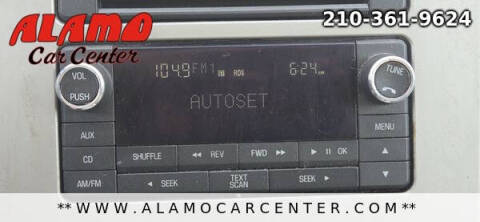 ALAMO
Car Center
210-361-9624
VOL
PUSH
104.9 FM1
RDS
6:24
TUNE
AUTOSET
AUX
CD
AM/FM
SHUFFLE
◄◄ REV
FWD ►►
► II OK
MENU
◄ SEEK
TEXT
SCAN
SEEK ►
** WWW.ALAMOCARCENTER.COM **